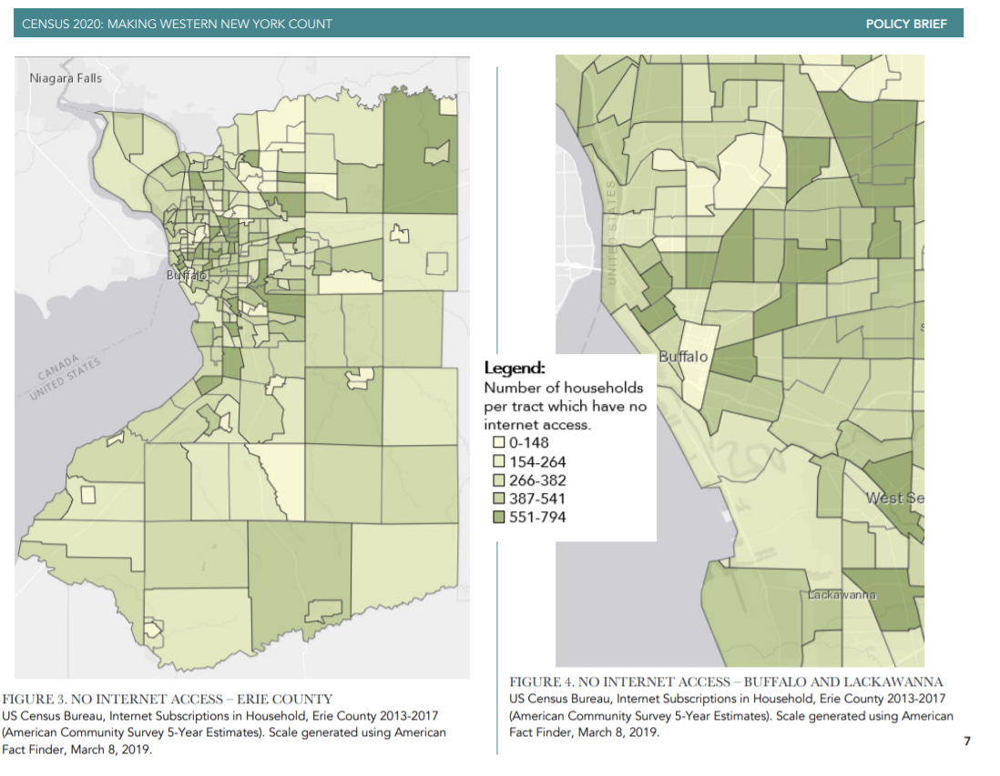 CENSUS 2020: MAKING WESTERN NEW YORK COUNT
POLICY BRIEF
Niagara Falls
Buffalo
CANADA
UNITED STATES
FIGURE 3. NO INTERNET ACCESS – ERIE COUNTY
US Census Bureau, Internet Subscriptions in Household, Erie County 2013-2017
(American Community Survey 5-Year Estimates). Scale generated using American
Fact Finder, March 8, 2019.
UNITED STATES
Buffalo
S
West Se
Lackawanna
Legend:
Number of households
per tract which have no
internet access.
0-148
154-264
266-382
387-541
551-794
FIGURE 4. NO INTERNET ACCESS – BUFFALO AND LACKAWANNA
US Census Bureau, Internet Subscriptions in Household, Erie County 2013-2017
(American Community Survey 5-Year Estimates). Scale generated using American
Fact Finder, March 8, 2019.
7